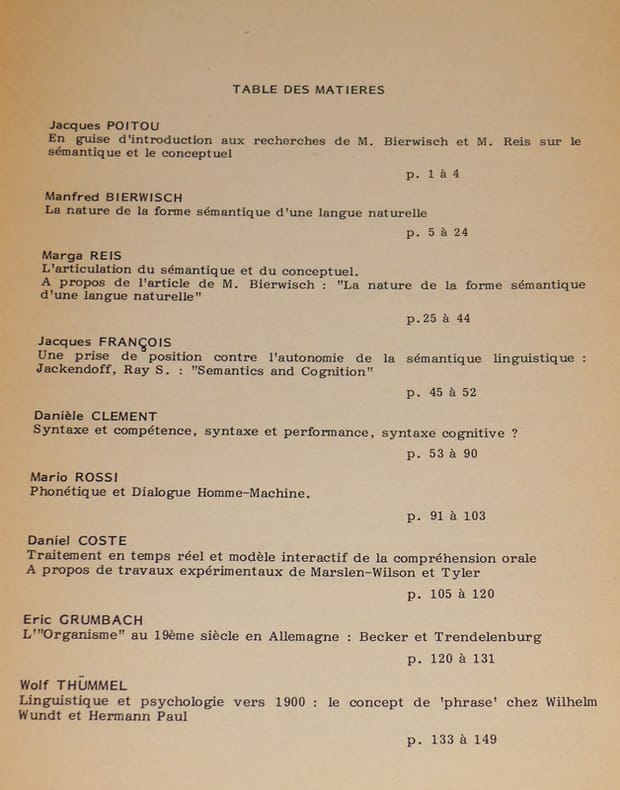 TABLE DES MATIERES
Jacques POITOU
En guise d'introduction aux recherches de M. Bierwisch et M. Reis sur le
sémantique et le conceptuel
p. 1 à 4
Manfred BIERWISCH
La nature de la forme sémantique d'une langue naturelle
p. 5 à 24
Marga REIS
L'articulation du sémantique et du conceptuel.
A propos de l'article de M. Bierwisch : "La nature de la forme sémantique
d'une langue naturelle"
p.25 à 44
Jacques FRANÇOIS
Une prise de position contre l'autonomie de la sémantique linguistique :
Jackendoff, Ray S. : "Semantics and Cognition"
p. 45 à 52
Danièle CLEMENT
Syntaxe et compétence, syntaxe et performance, syntaxe cognitive ?
p. 53 à 90
Mario ROSSI
Phonétique et Dialogue Homme-Machine.
p. 91 à 103
Daniel COSTE
Traitement en temps réel et modèle interactif de la compréhension orale
A propos de travaux expérimentaux de Marslen-Wilson et Tyler
p. 105 à 120
Eric GRUMBACH
L'"Organisme" au 19ème siècle en Allemagne : Becker et Trendelenburg
p. 120 à 131
Wolf THÜMMEL
Linguistique et psychologie vers 1900 : le concept de 'phrase' chez Wilhelm
Wundt et Hermann Paul
p. 133 à 149